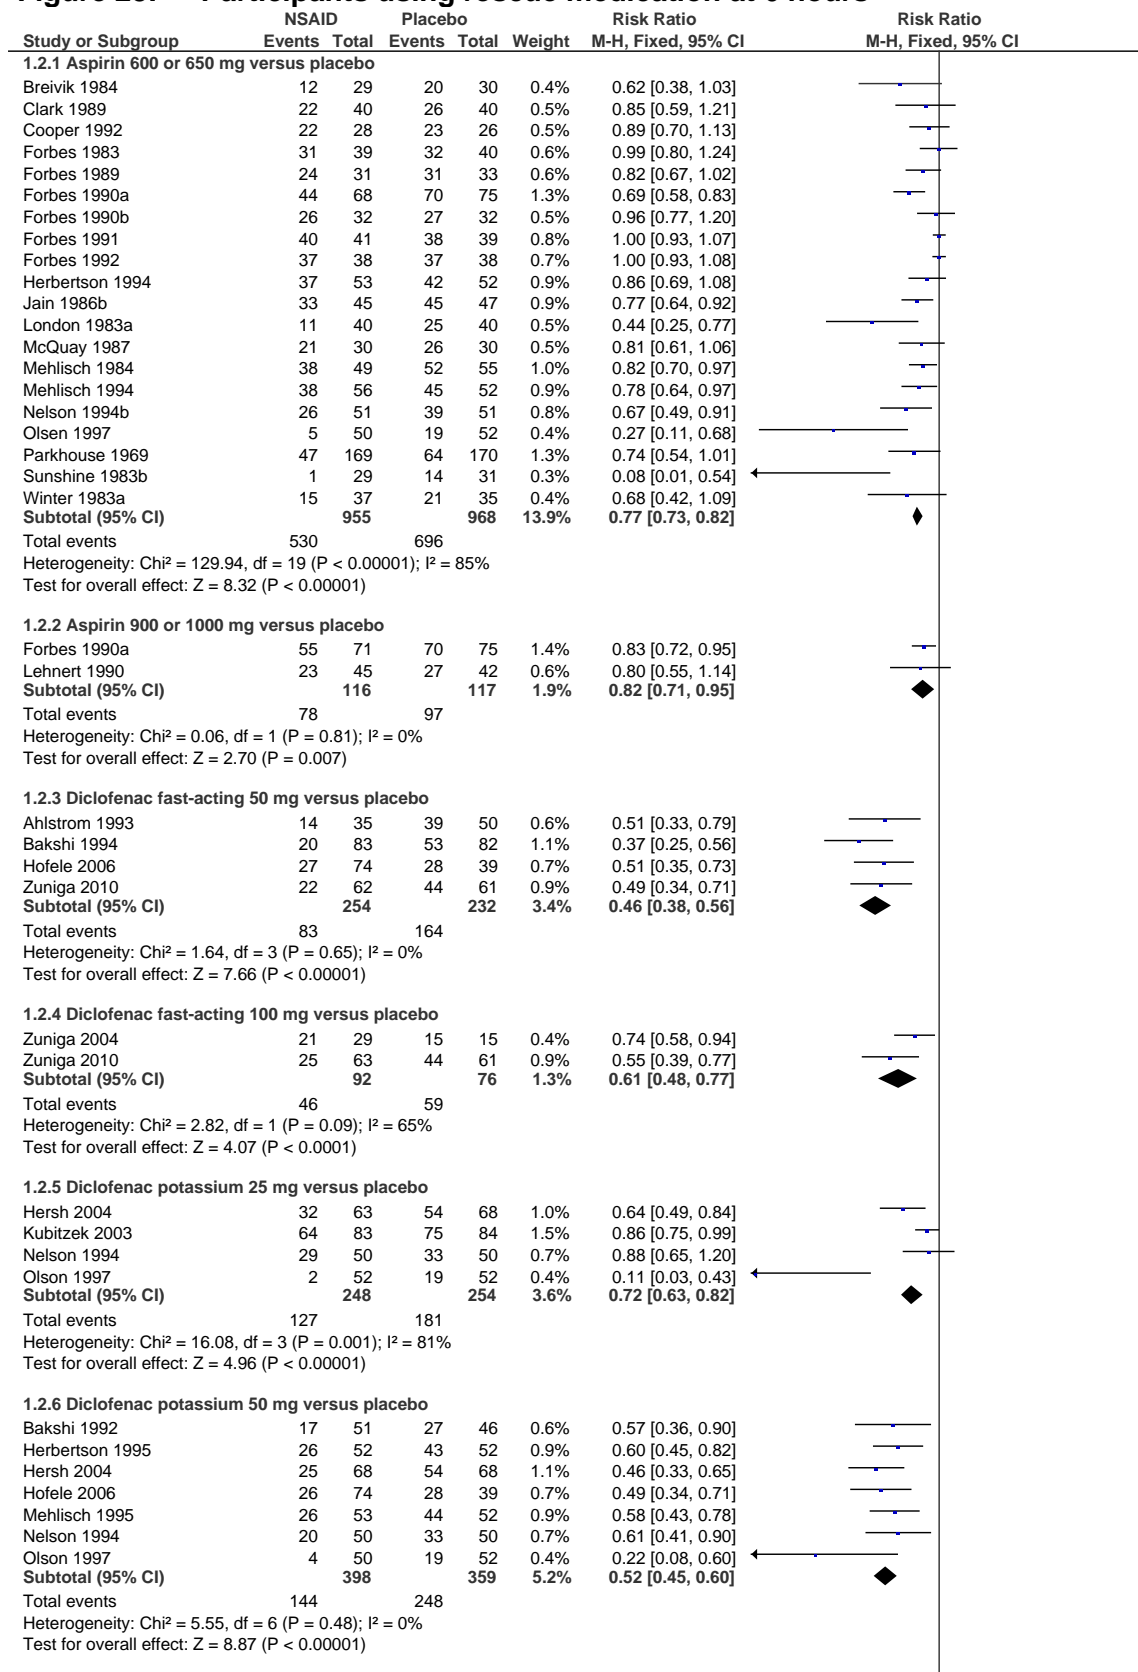 NSAID Placebo Risk Ratio Risk Ratio
Study or Subgroup Events Total Events Total Weight M-H, Fixed, 95% CI M-H, Fixed, 95% CI
1.2.1 Aspirin 600 or 650 mg versus placebo
Breivik 1984 12 29 20 30 0.4% 0.62 [0.38, 1.03]
Clark 1989 22 40 26 40 0.5% 0.85 [0.59, 1.21]
Cooper 1992 22 28 23 26 0.5% 0.89 [0.70, 1.13]
Forbes 1983 31 39 32 40 0.6% 0.99 [0.80, 1.24]
Forbes 1989 24 31 31 33 0.6% 0.82 [0.67, 1.02]
Forbes 1990a 44 68 70 75 1.3% 0.69 [0.58, 0.83]
Forbes 1990b 26 32 27 32 0.5% 0.96 [0.77, 1.20]
Forbes 1991 40 41 38 39 0.8% 1.00 [0.93, 1.07]
Forbes 1992 37 38 37 38 0.7% 1.00 [0.93, 1.08]
Herbertson 1994 37 53 42 52 0.9% 0.86 [0.69, 1.08]
Jain 1986b 33 45 45 47 0.9% 0.77 [0.64, 0.92]
London 1983a 11 40 25 40 0.5% 0.44 [0.25, 0.77]
McQuay 1987 21 30 26 30 0.5% 0.81 [0.61, 1.06]
Mehlisch 1984 38 49 52 55 1.0% 0.82 [0.70, 0.97]
Mehlisch 1994 38 56 45 52 0.9% 0.78 [0.64, 0.97]
Nelson 1994b 26 51 39 51 0.8% 0.67 [0.49, 0.91]
Olsen 1997 5 50 19 52 0.4% 0.27 [0.11, 0.68]
Parkhouse 1969 47 169 64 170 1.3% 0.74 [0.54, 1.01]
Sunshine 1983b 1 29 14 31 0.3% 0.08 [0.01, 0.54]
Winter 1983a 15 37 21 35 0.4% 0.68 [0.42, 1.09]
Subtotal (95% CI) 955 968 13.9% 0.77 [0.73, 0.82]
Total events 530 696
Heterogeneity: Chi² = 129.94, df = 19 (P < 0.00001); I² = 85%
Test for overall effect: Z = 8.32 (P < 0.00001)
1.2.2 Aspirin 900 or 1000 mg versus placebo
Forbes 1990a 55 71 70 75 1.4% 0.83 [0.72, 0.95]
Lehnert 1990 23 45 27 42 0.6% 0.80 [0.55, 1.14]
Subtotal (95% CI) 116 117 1.9% 0.82 [0.71, 0.95]
Total events 78 97
Heterogeneity: Chi² = 0.06, df = 1 (P = 0.81); I² = 0%
Test for overall effect: Z = 2.70 (P = 0.007)
1.2.3 Diclofenac fast-acting 50 mg versus placebo
Ahlstrom 1993 14 35 39 50 0.6% 0.51 [0.33, 0.79]
Bakshi 1994 20 83 53 82 1.1% 0.37 [0.25, 0.56]
Hofele 2006 27 74 28 39 0.7% 0.51 [0.35, 0.73]
Zuniga 2010 22 62 44 61 0.9% 0.49 [0.34, 0.71]
Subtotal (95% CI) 254 232 3.4% 0.46 [0.38, 0.56]
Total events 83 164
Heterogeneity: Chi² = 1.64, df = 3 (P = 0.65); I² = 0%
Test for overall effect: Z = 7.66 (P < 0.00001)
1.2.4 Diclofenac fast-acting 100 mg versus placebo
Zuniga 2004 21 29 15 15 0.4% 0.74 [0.58, 0.94]
Zuniga 2010 25 63 44 61 0.9% 0.55 [0.39, 0.77]
Subtotal (95% CI) 92 76 1.3% 0.61 [0.48, 0.77]
Total events 46 59
Heterogeneity: Chi² = 2.82, df = 1 (P = 0.09); I² = 65%
Test for overall effect: Z = 4.07 (P < 0.0001)
1.2.5 Diclofenac potassium 25 mg versus placebo
Hersh 2004 32 63 54 68 1.0% 0.64 [0.49, 0.84]
Kubitzek 2003 64 83 75 84 1.5% 0.86 [0.75, 0.99]
Nelson 1994 29 50 33 50 0.7% 0.88 [0.65, 1.20]
Olson 1997 2 52 19 52 0.4% 0.11 [0.03, 0.43]
Subtotal (95% CI) 248 254 3.6% 0.72 [0.63, 0.82]
Total events 127 181
Heterogeneity: Chi² = 16.08, df = 3 (P = 0.001); I² = 81%
Test for overall effect: Z = 4.96 (P < 0.00001)
1.2.6 Diclofenac potassium 50 mg versus placebo
Bakshi 1992 17 51 27 46 0.6% 0.57 [0.36, 0.90]
Herbertson 1995 26 52 43 52 0.9% 0.60 [0.45, 0.82]
Hersh 2004 25 68 54 68 1.1% 0.46 [0.33, 0.65]
Hofele 2006 26 74 28 39 0.7% 0.49 [0.34, 0.71]
Mehlisch 1995 26 53 44 52 0.9% 0.58 [0.43, 0.78]
Nelson 1994 20 50 33 50 0.7% 0.61 [0.41, 0.90]
Olson 1997 4 50 19 52 0.4% 0.22 [0.08, 0.60]
Subtotal (95% CI) 398 359 5.2% 0.52 [0.45, 0.60]
Total events 144 248
Heterogeneity: Chi² = 5.55, df = 6 (P = 0.48); I² = 0%
Test for overall effect: Z = 8.87 (P < 0.00001)